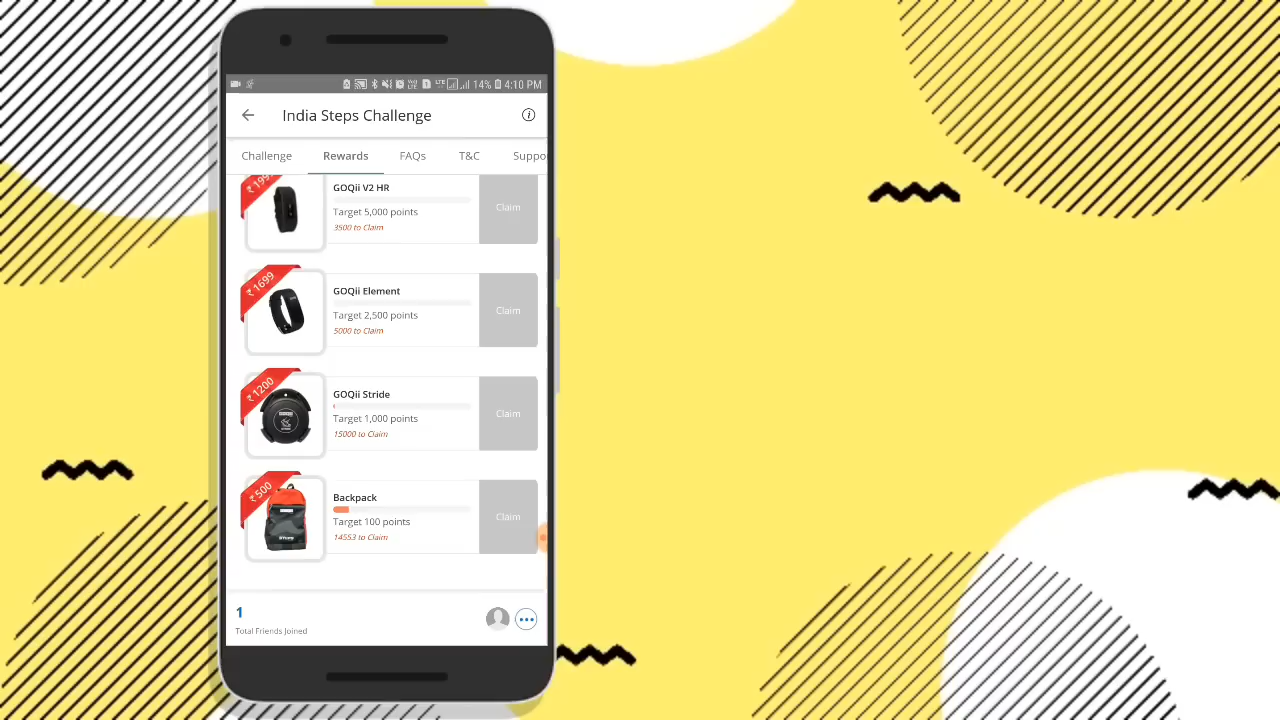 14% 4:10 PM
India Steps Challenge
Challenge Rewards FAQs T&C Suppo
₹ 199
GOQii V2 HR
Target 5,000 points
3500 to Claim
Claim
₹ 1699
GOQii Element
Target 2,500 points
5000 to Claim
Claim
₹ 1200
GOQii Stride
Target 1,000 points
15000 to Claim
Claim
₹ 500
Backpack
Target 100 points
14553 to Claim
Claim
1
Total Friends Joined